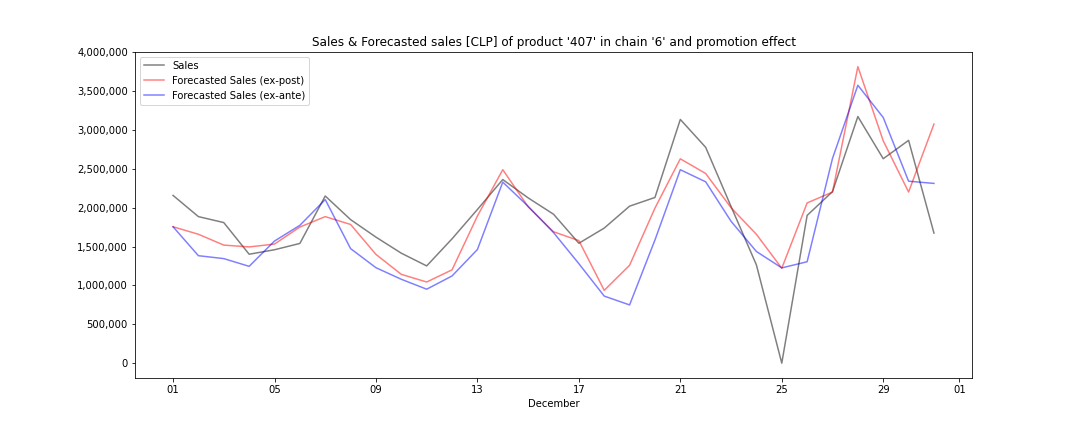 Sales & Forecasted sales [CLP] of product '407' in chain '6' and promotion effect
4,000,000
3,500,000
3,000,000
2,500,000
2,000,000
1,500,000
1,000,000
500,000
0
Sales
Forecasted Sales (ex-post)
Forecasted Sales (ex-ante)
01 05 09 13 17 21 25 29 01
December